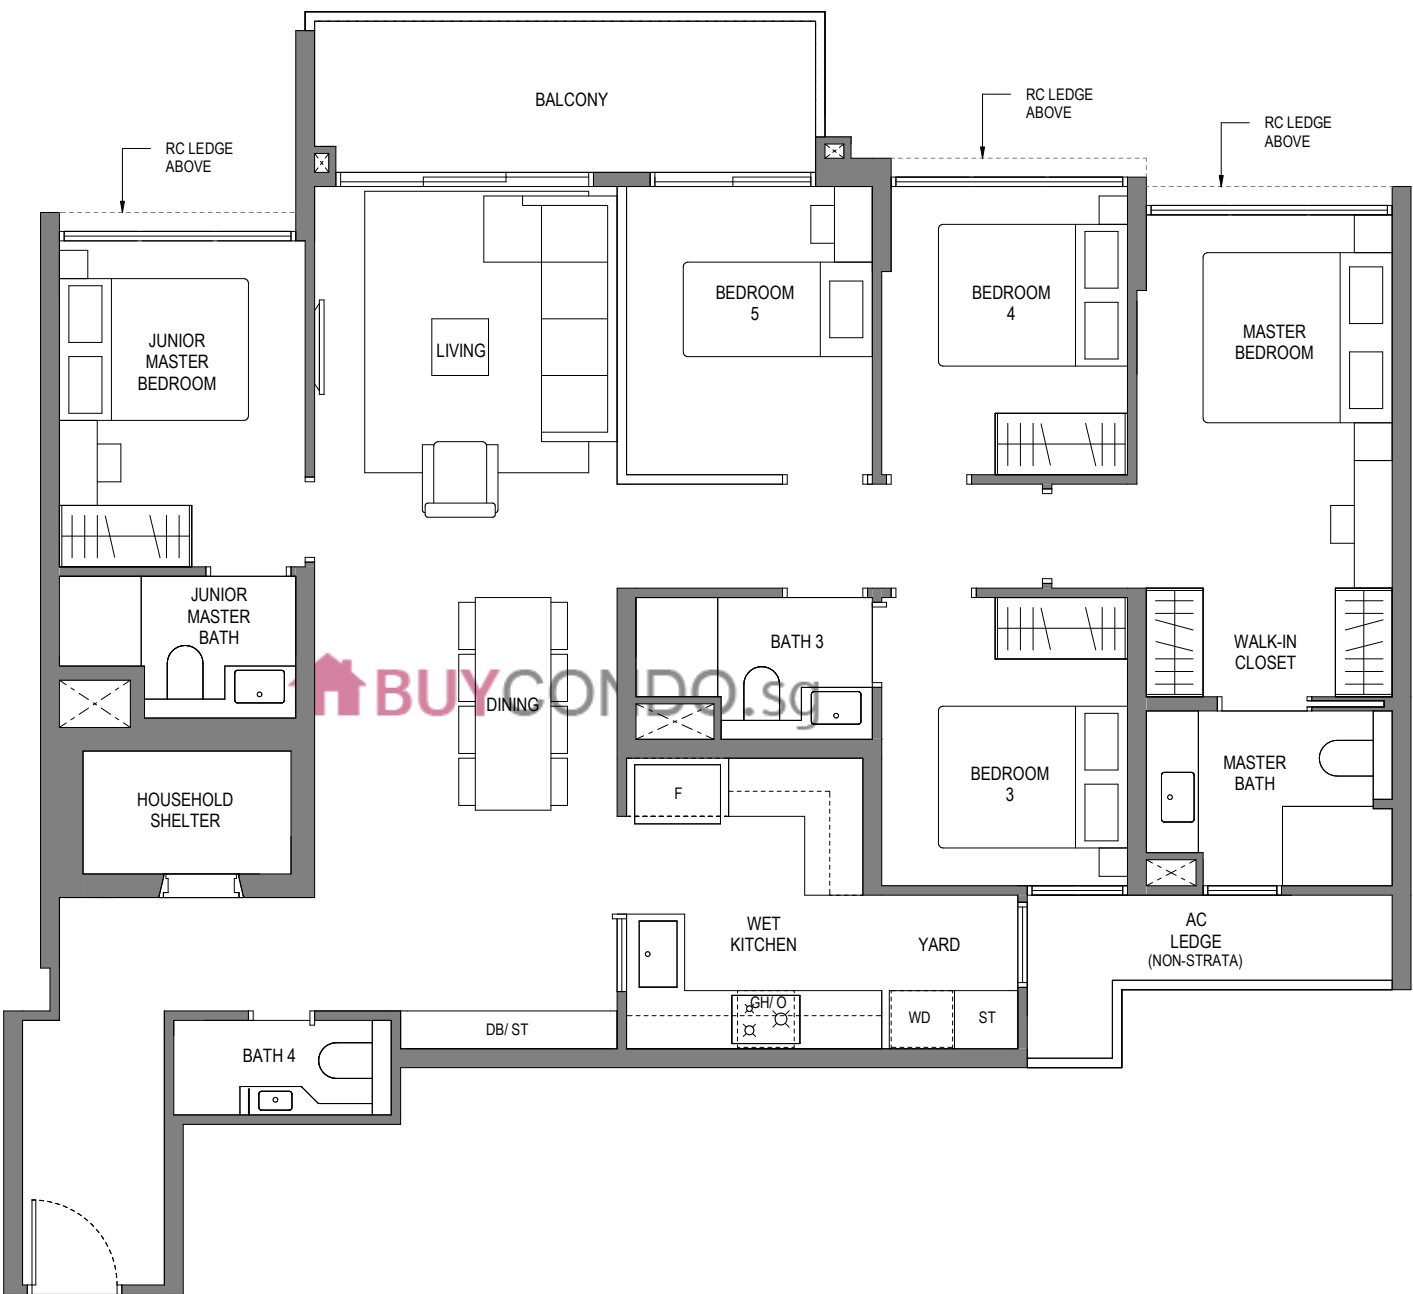 BALCONY
RC LEDGE
ABOVE
RC LEDGE
ABOVE
RC LEDGE
ABOVE
JUNIOR
MASTER
BEDROOM
LIVING
BEDROOM
5
BEDROOM
4
MASTER
BEDROOM
JUNIOR
MASTER
BATH
BATH 3
WALK-IN
CLOSET
BUYCONDO.sg
DINING
HOUSEHOLD
SHELTER
F
BEDROOM
3
MASTER
BATH
WET
KITCHEN
YARD
AC
LEDGE
(NON-STRATA)
GH/ O
DB/ ST
WD
ST
BATH 4